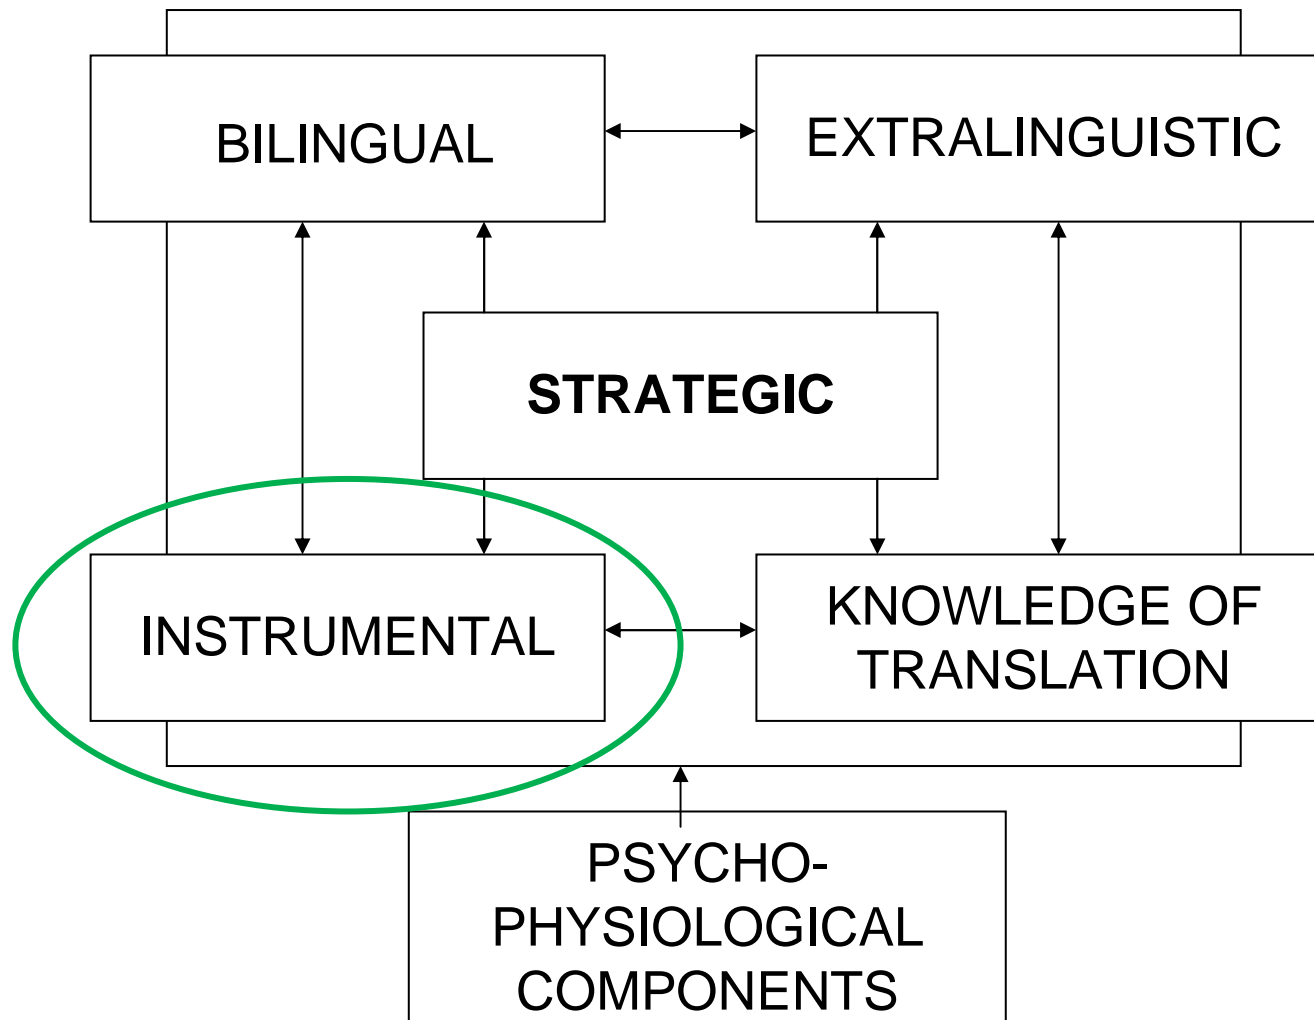 BILINGUAL
EXTRALINGUISTIC
STRATEGIC
INSTRUMENTAL
KNOWLEDGE OF
TRANSLATION
PSYCHO-
PHYSIOLOGICAL
COMPONENTS